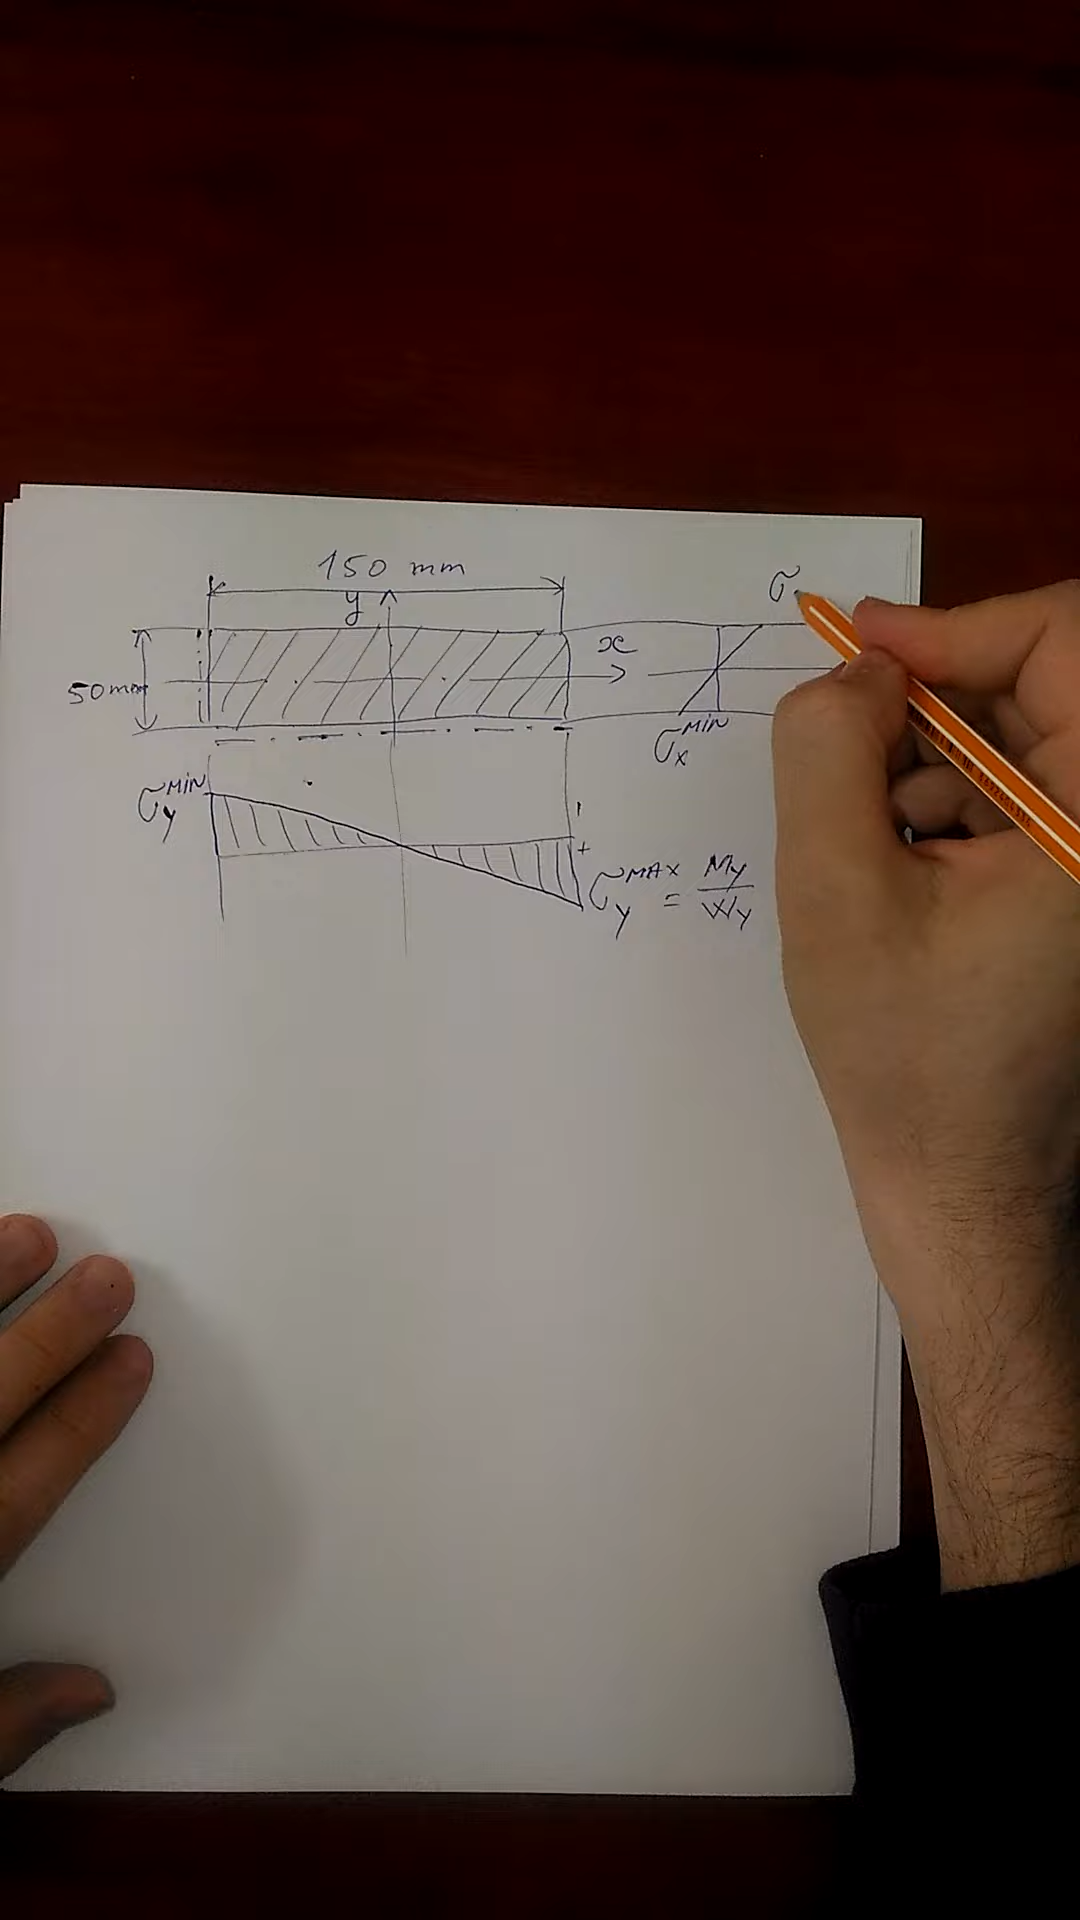 150 mm
y
x
50mm
σ
σx MIN
σy MIN
-
+
σy MAX = My / Wy